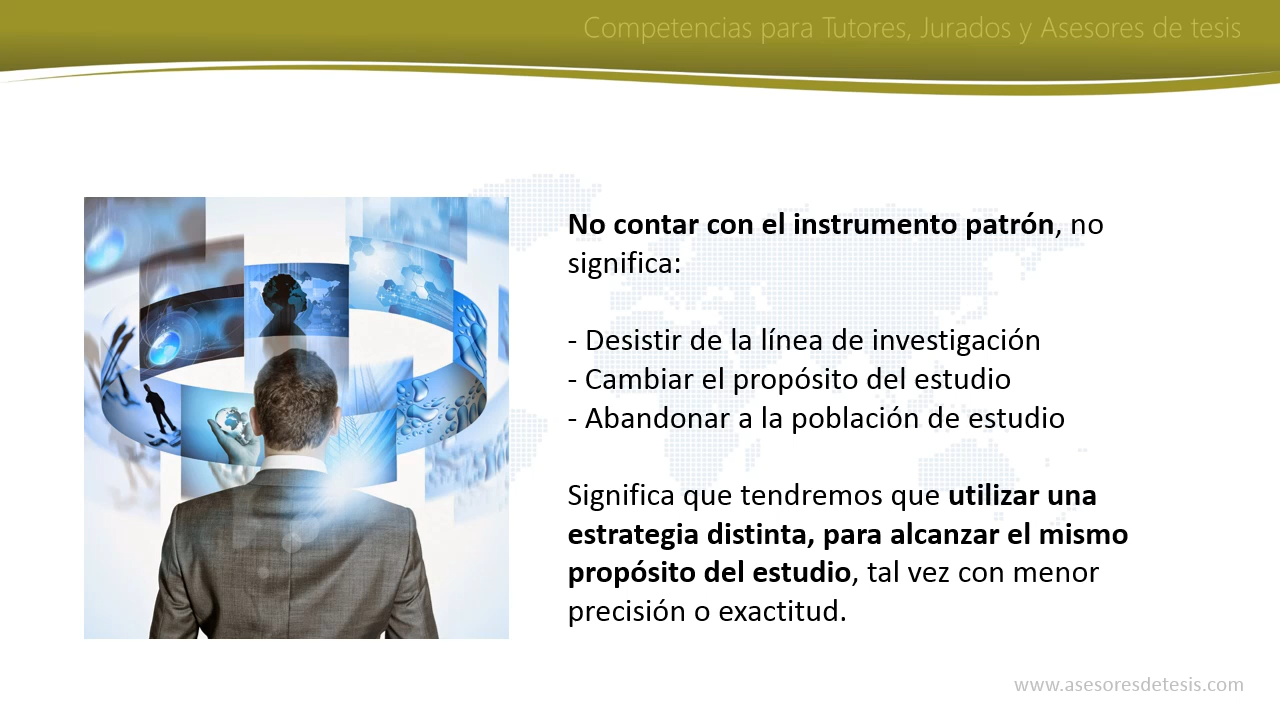 Competencias para Tutores, Jurados y Asesores de tesis
No contar con el instrumento patrón, no
significa:
- Desistir de la línea de investigación
- Cambiar el propósito del estudio
- Abandonar a la población de estudio
Significa que tendremos que utilizar una
estrategia distinta, para alcanzar el mismo
propósito del estudio, tal vez con menor
precisión o exactitud.
www.asesoresdetesis.com